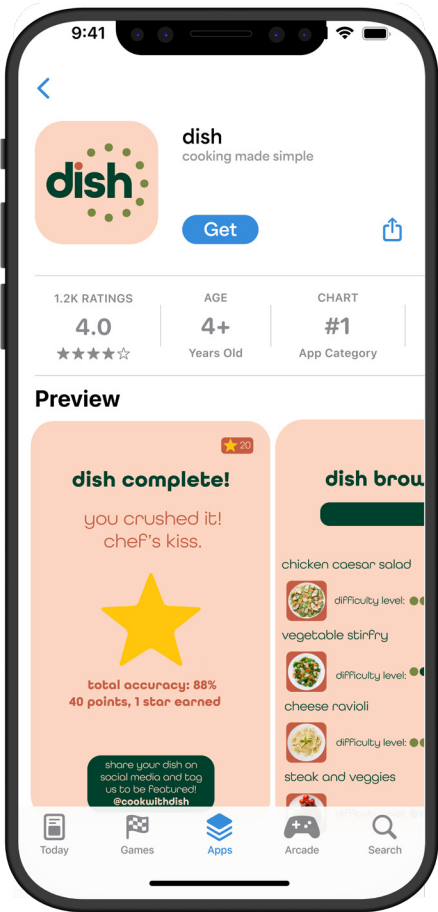 9:41
dish
dish
cooking made simple
Get
1.2K RATINGS
4.0
★★★★☆
AGE
4+
Years Old
CHART
#1
App Category
Preview
20
dish complete!
you crushed it!
chef's kiss.
total accuracy: 88%
40 points, 1 star earned
share your dish on
social media and tag
us to be featured!
@cookwithdish
dish brow
chicken caesar salad
difficulty level:
vegetable stirfry
difficulty level:
cheese ravioli
difficulty level:
steak and veggies
difficulty level:
Today
Games
Apps
Arcade
Search